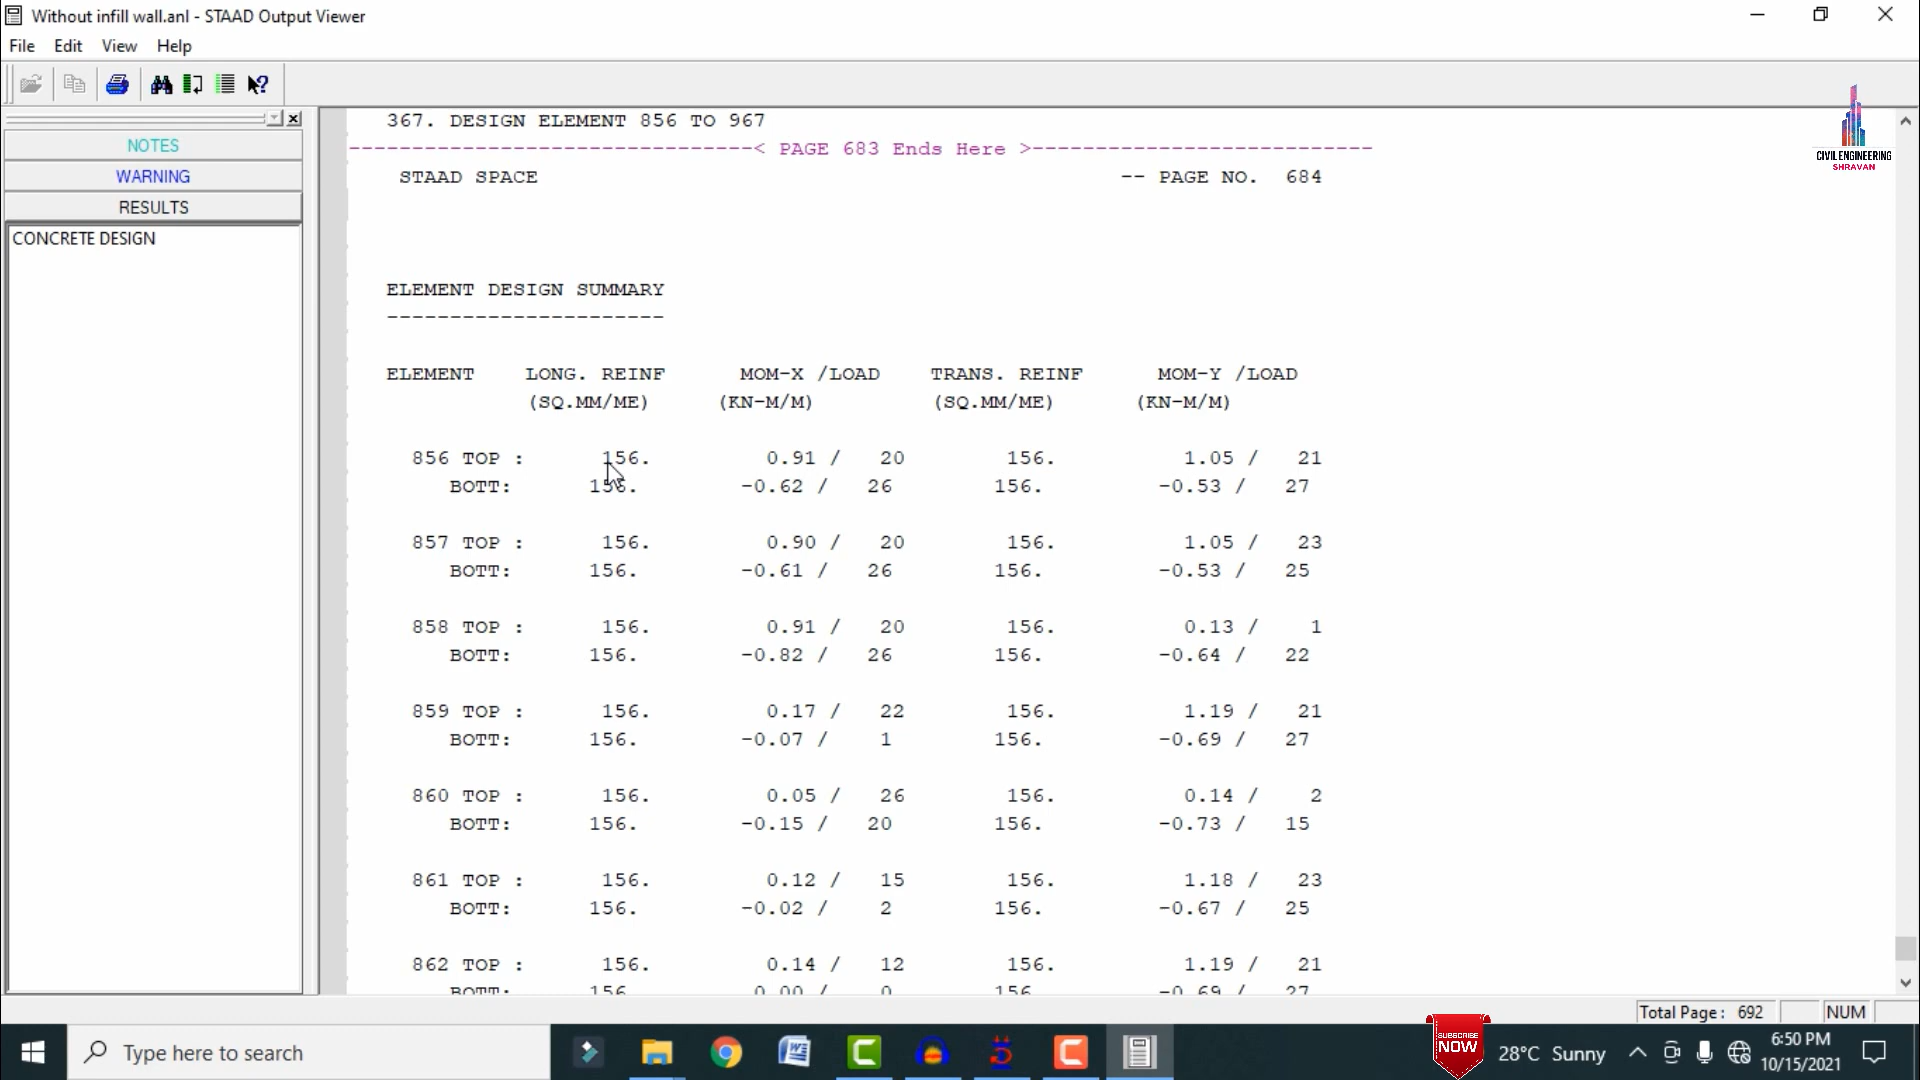 Without infill wall.anl - STAAD Output Viewer
File Edit View Help
NOTES
WARNING
RESULTS
CONCRETE DESIGN
367. DESIGN ELEMENT 856 TO 967
------------------------------< PAGE 683 Ends Here >---------------------------
STAAD SPACE -- PAGE NO. 684
ELEMENT DESIGN SUMMARY
----------------------
ELEMENT LONG. REINF MOM-X /LOAD TRANS. REINF MOM-Y /LOAD
(SQ.MM/ME) (KN-M/M) (SQ.MM/ME) (KN-M/M)
856 TOP : 156. 0.91 / 20 156. 1.05 / 21
BOTT: 156. -0.62 / 26 156. -0.53 / 27
857 TOP : 156. 0.90 / 20 156. 1.05 / 23
BOTT: 156. -0.61 / 26 156. -0.53 / 25
858 TOP : 156. 0.91 / 20 156. 0.13 / 1
BOTT: 156. -0.82 / 26 156. -0.64 / 22
859 TOP : 156. 0.17 / 22 156. 1.19 / 21
BOTT: 156. -0.07 / 1 156. -0.69 / 27
860 TOP : 156. 0.05 / 26 156. 0.14 / 2
BOTT: 156. -0.15 / 20 156. -0.73 / 15
861 TOP : 156. 0.12 / 15 156. 1.18 / 23
BOTT: 156. -0.02 / 2 156. -0.67 / 25
862 TOP : 156. 0.14 / 12 156. 1.19 / 21
BOTT: 156 0.00 / 0 156 -0.69 / 27
CIVIL ENGINEERING
SHRAVAN
Total Page : 692 NUM
Type here to search
SUBSCRIBE
NOW
28°C Sunny
6:50 PM
10/15/2021